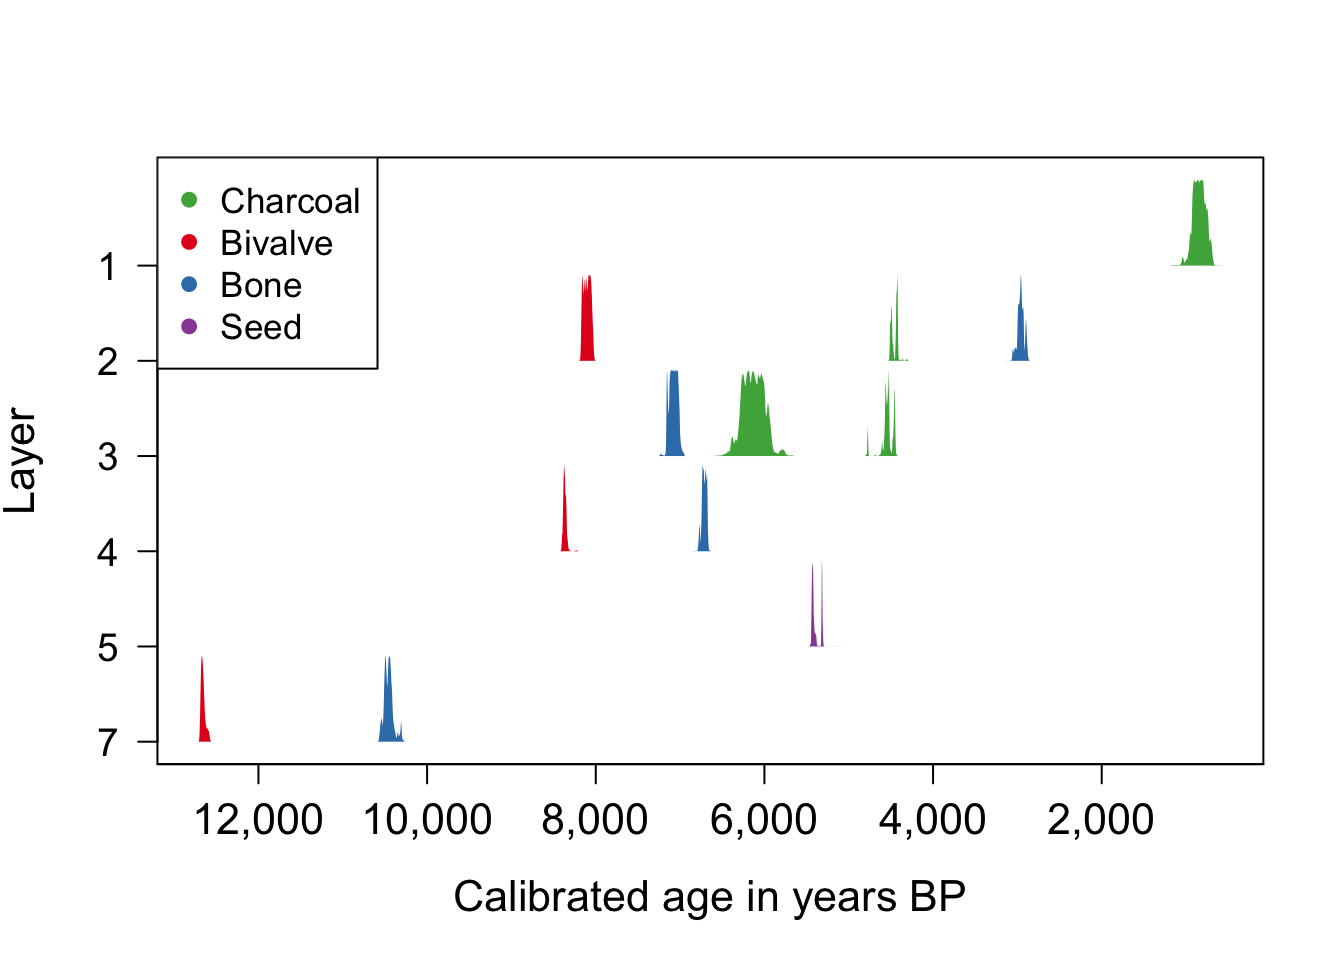 Charcoal
Bivalve
Bone
Seed
Layer
1
2
3
4
5
7
12,000 10,000 8,000 6,000 4,000 2,000
Calibrated age in years BP